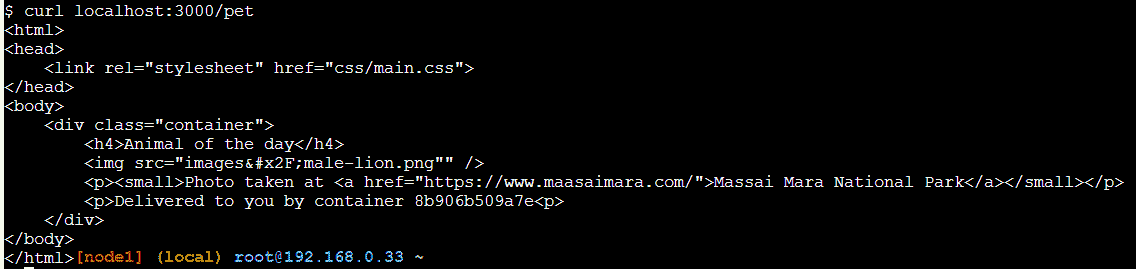 $ curl localhost:3000/pet
<html>
<head>
    <link rel="stylesheet" href="css/main.css">
</head>
<body>
    <div class="container">
        <h4>Animal of the day</h4>
        <img src="images&#x2F;male-lion.png"" />
        <p><small>Photo taken at <a href="https://www.maasaimara.com/">Massai Mara National Park</a></small></p>
        <p>Delivered to you by container 8b906b509a7e<p>
    </div>
</body>
</html>[node1] (local) root@192.168.0.33 ~